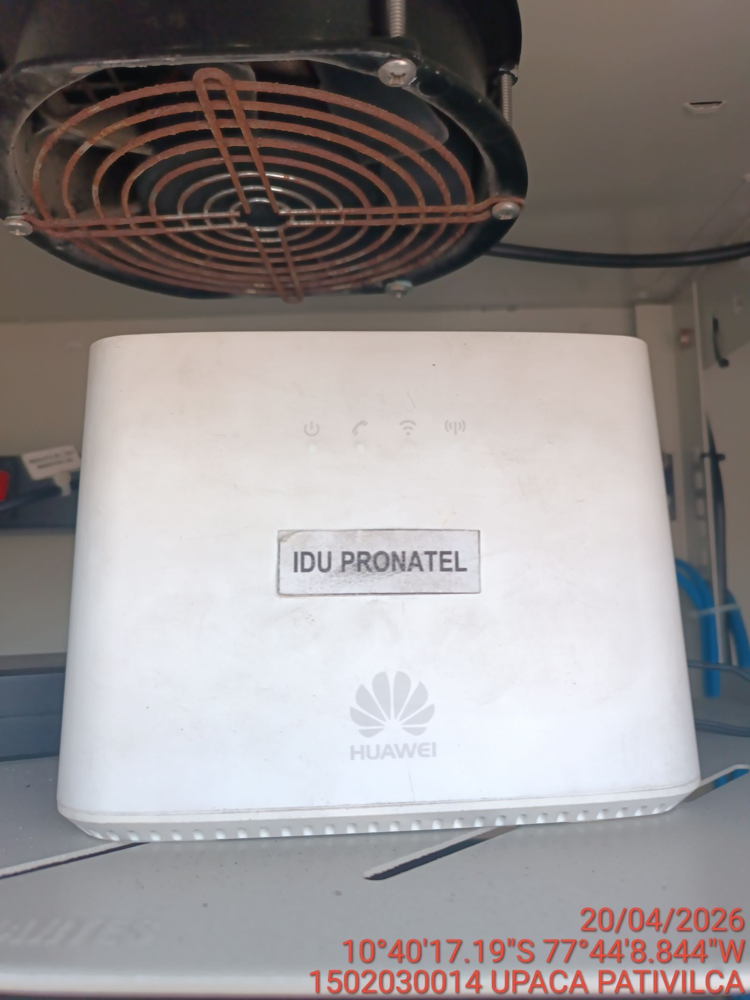 IDU PRONATEL
HUAWEI
20/04/2026
10°40'17.19"S 77°44'8.844"W
1502030014 UPACA PATIVILCA